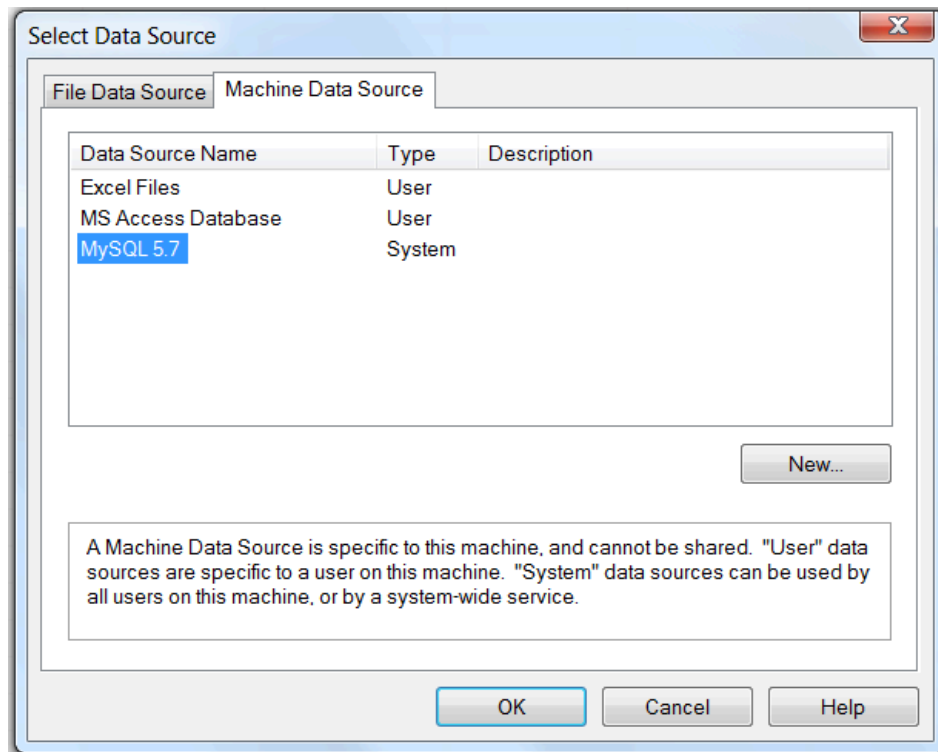 Select Data Source
X
File Data Source Machine Data Source
Data Source Name Type Description
Excel Files User
MS Access Database User
MySQL 5.7 System
New...
A Machine Data Source is specific to this machine, and cannot be shared. "User" data
sources are specific to a user on this machine. "System" data sources can be used by
all users on this machine, or by a system-wide service.
OK Cancel Help